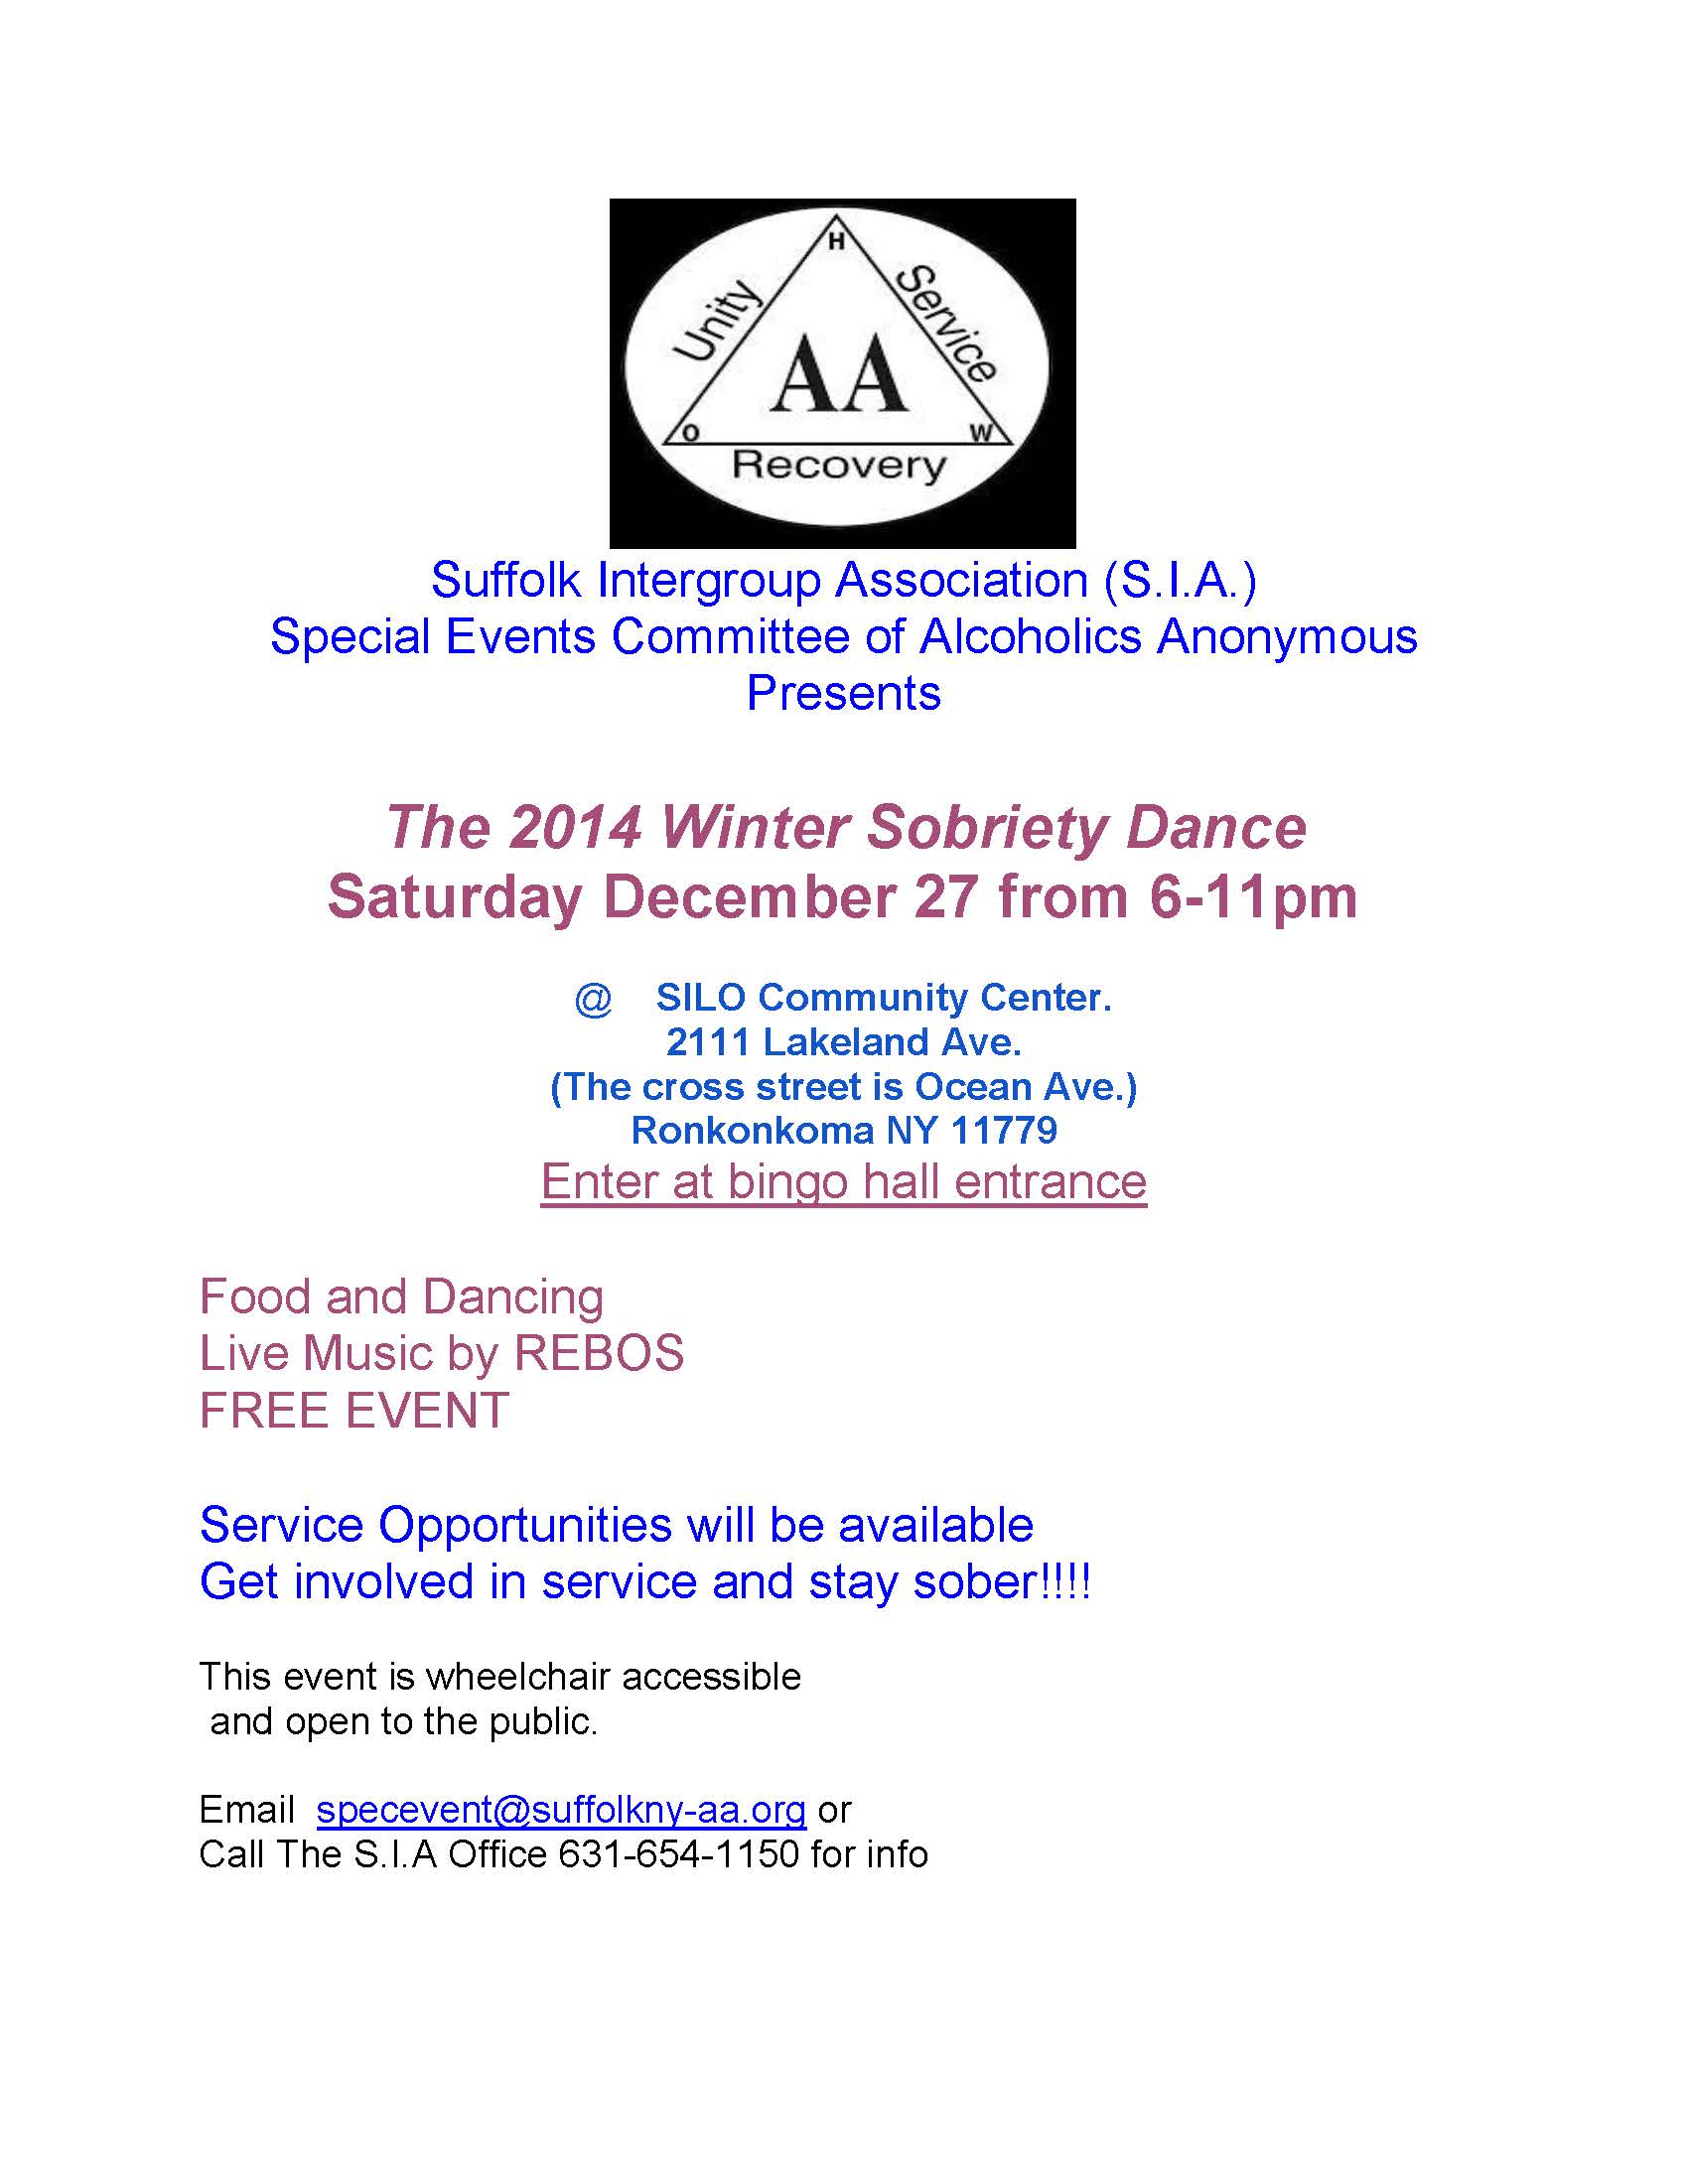 H
Unity
Service
AA
O
W
Recovery
Suffolk Intergroup Association (S.I.A.)
Special Events Committee of Alcoholics Anonymous
Presents
The 2014 Winter Sobriety Dance
Saturday December 27 from 6-11pm
@ SILO Community Center.
2111 Lakeland Ave.
(The cross street is Ocean Ave.)
Ronkonkoma NY 11779
Enter at bingo hall entrance
Food and Dancing
Live Music by REBOS
FREE EVENT
Service Opportunities will be available
Get involved in service and stay sober!!!!
This event is wheelchair accessible
and open to the public.
Email specevent@suffolkny-aa.org or
Call The S.I.A Office 631-654-1150 for info